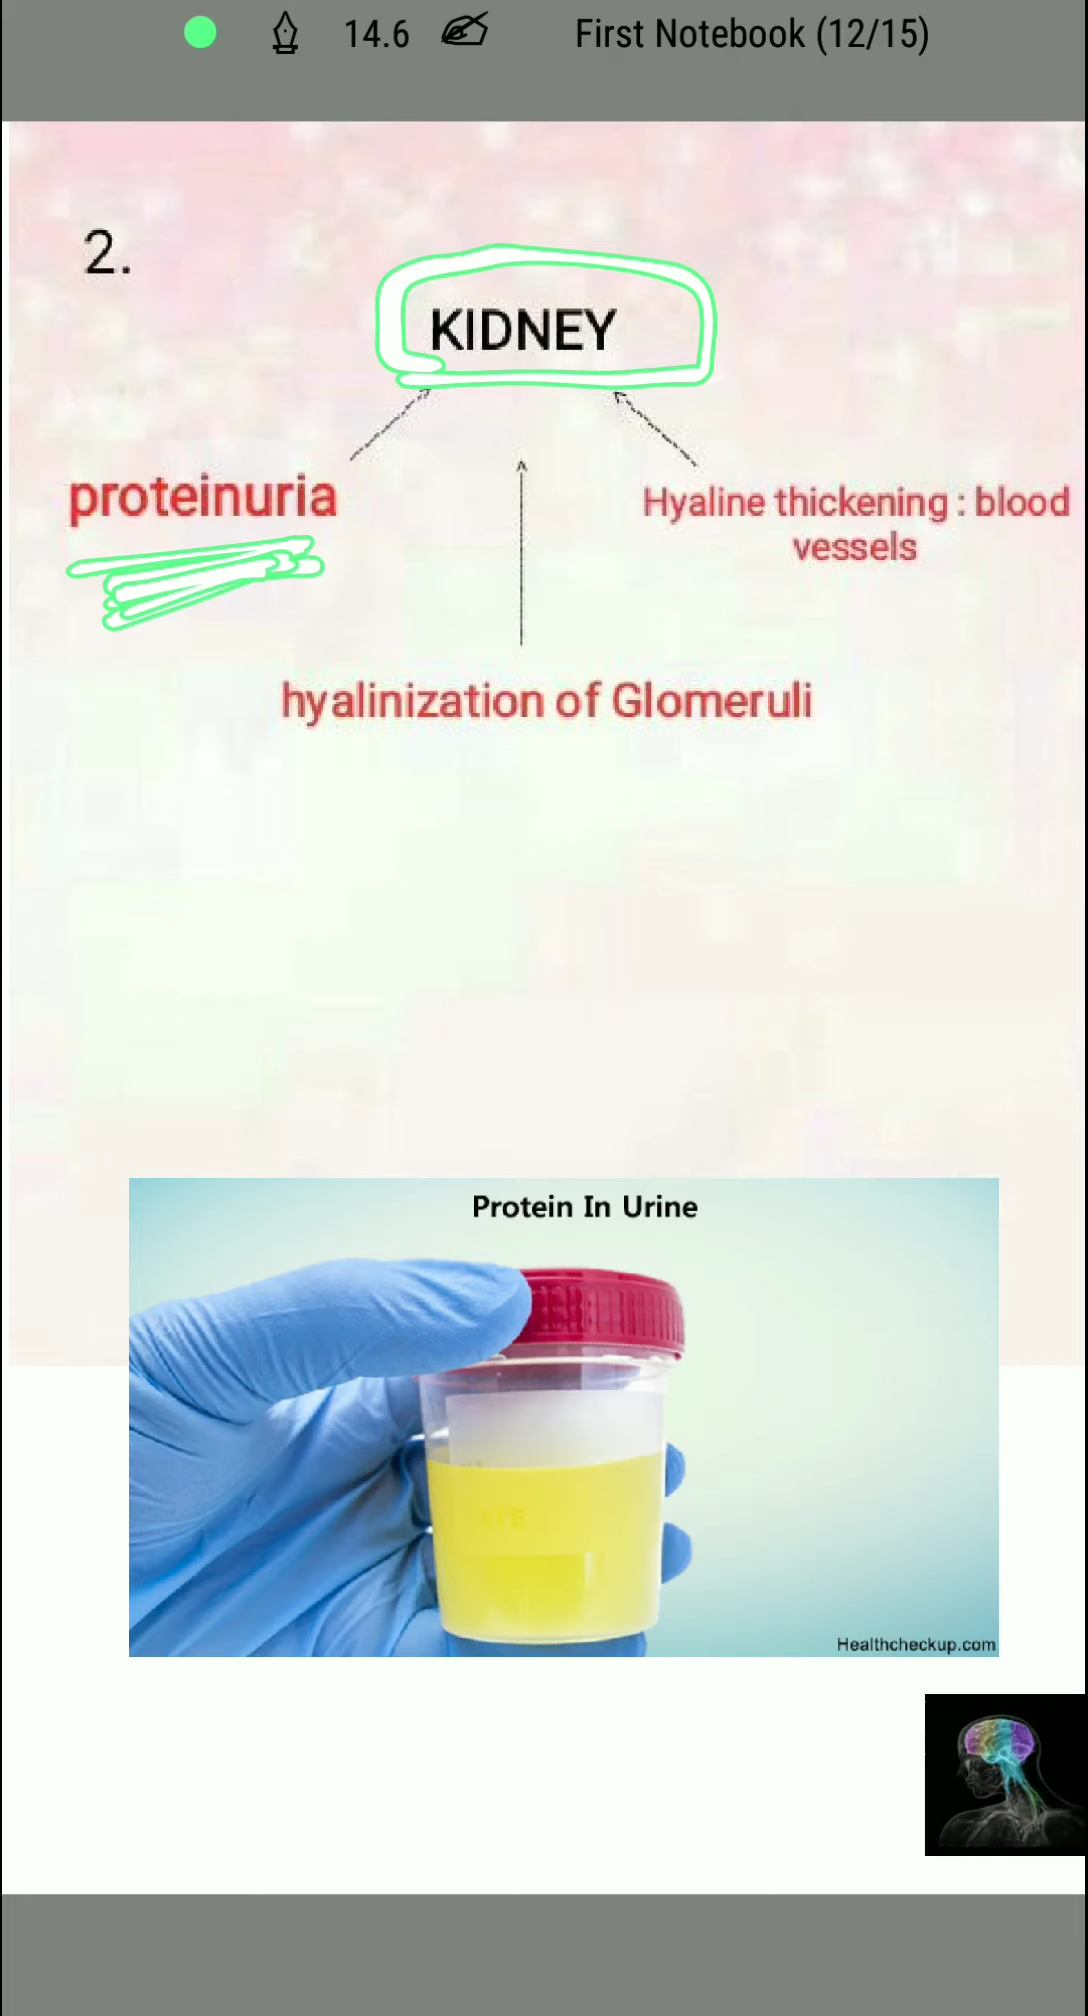 14.6 First Notebook (12/15)
2.
KIDNEY
proteinuria
Hyaline thickening : blood
vessels
hyalinization of Glomeruli
Protein In Urine
Healthcheckup.com